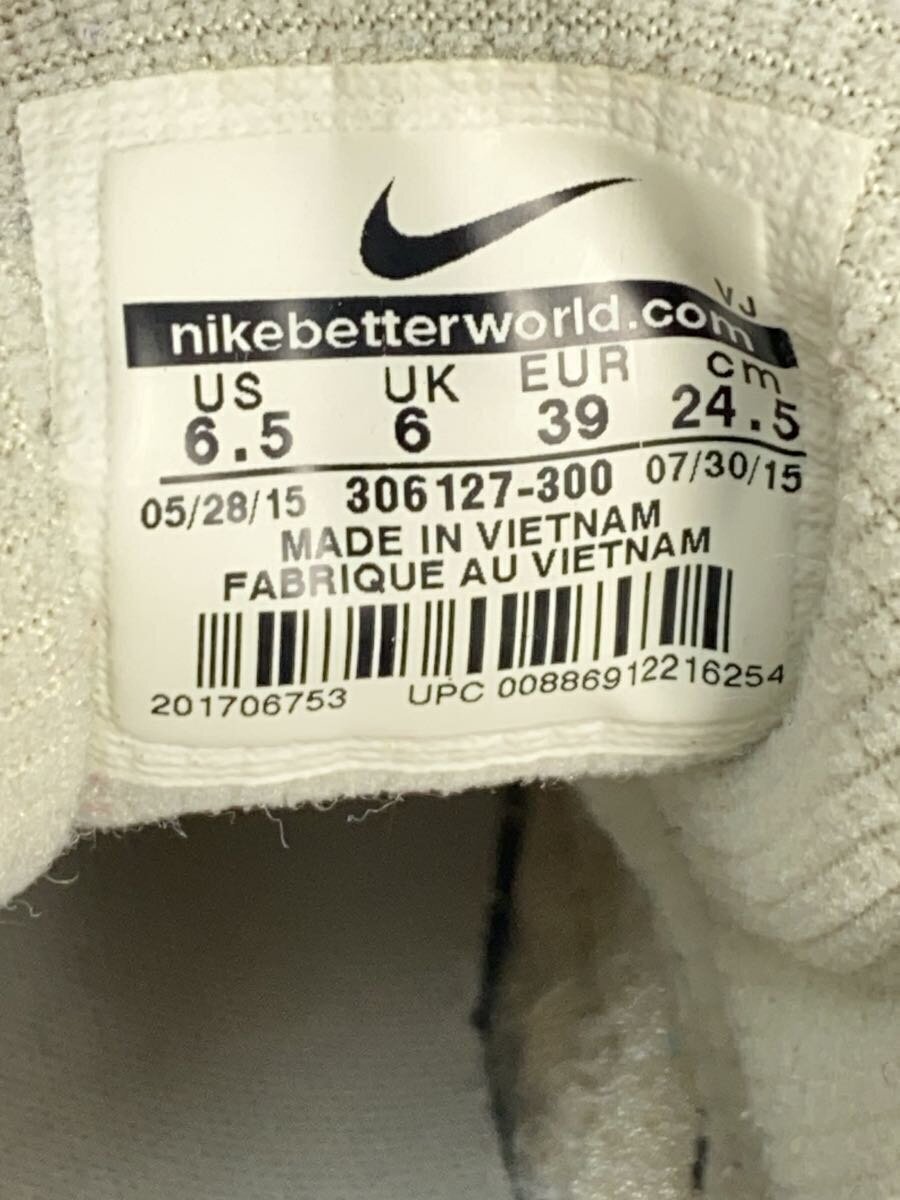 VJ
nikebetterworld.com
US UK EUR cm
6.5 6 39 24.5
05/28/15 306127-300 07/30/15
MADE IN VIETNAM
FABRIQUE AU VIETNAM
201706753 UPC 00886912216254